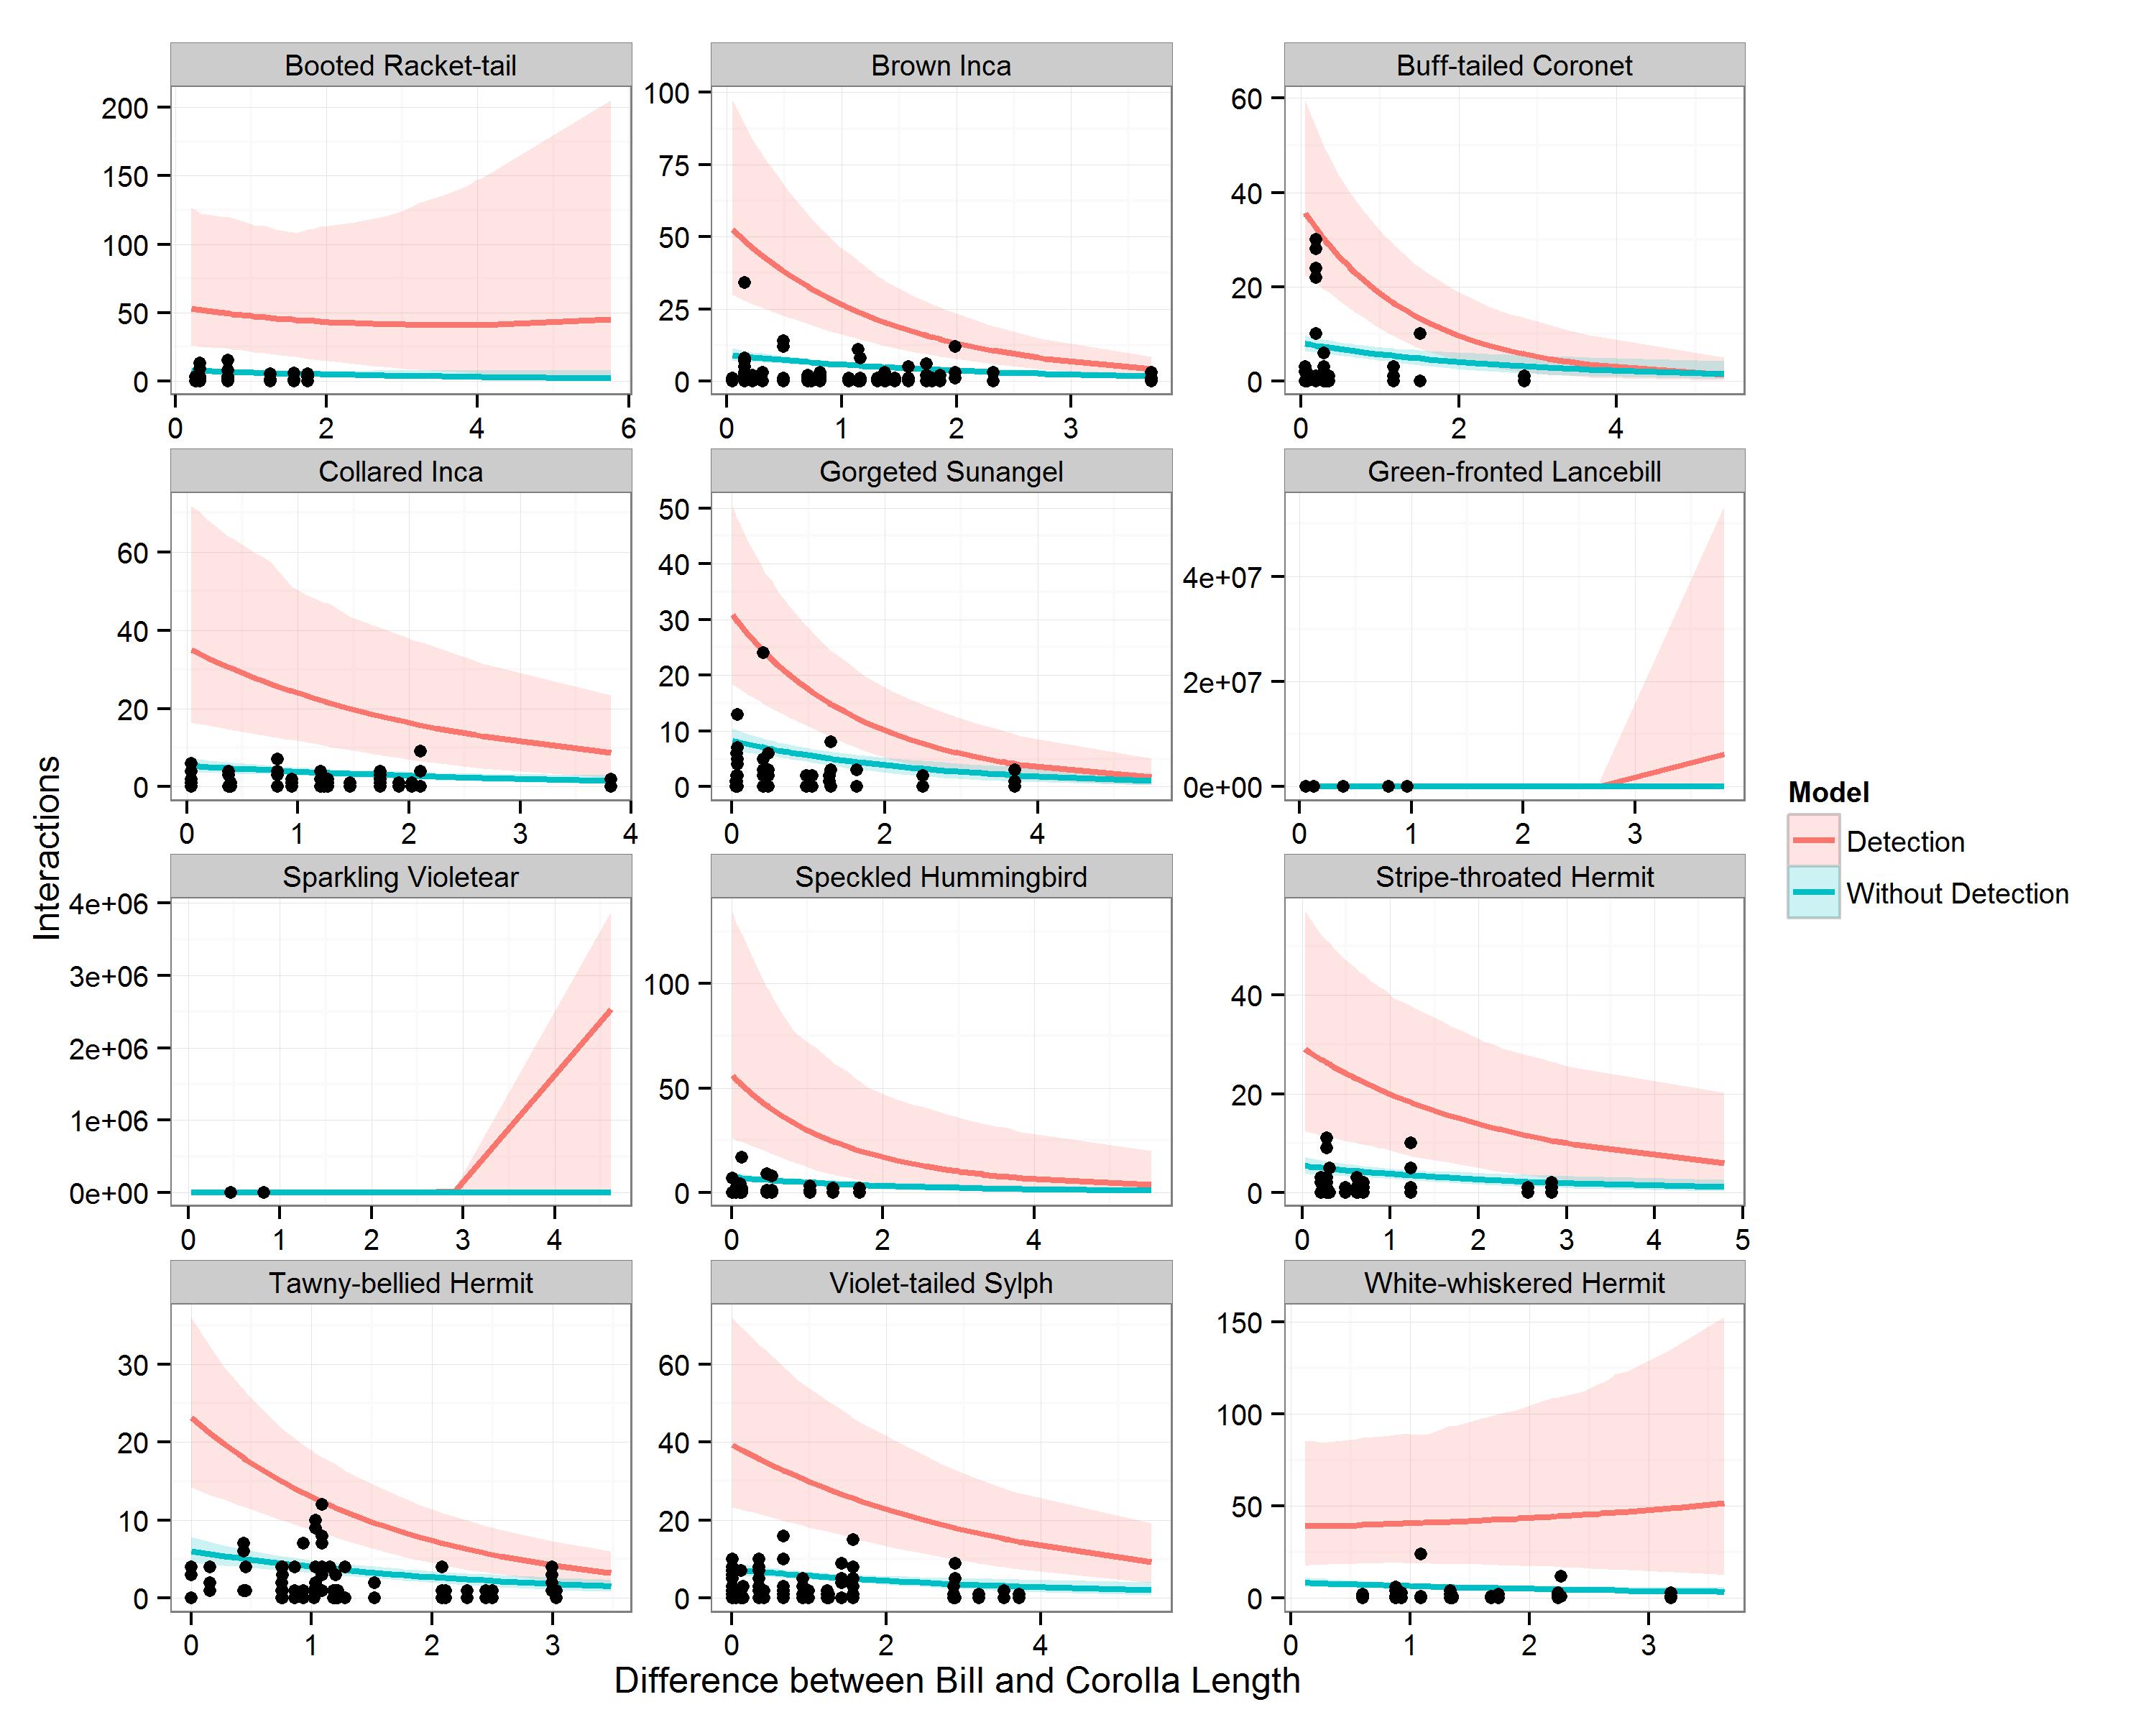 Booted Racket-tail
Brown Inca
Buff-tailed Coronet
200
150
100
50
0
0 2 4 6
100
75
50
25
0
0 1 2 3
60
40
20
0
0 2 4
Collared Inca
Gorgeted Sunangel
Green-fronted Lancebill
60
40
20
0
0 1 2 3 4
50
40
30
20
10
0
0 2 4
4e+07
2e+07
0e+00
0 1 2 3
Sparkling Violetear
Speckled Hummingbird
Stripe-throated Hermit
4e+06
3e+06
2e+06
1e+06
0e+00
0 1 2 3 4
100
50
0
0 2 4
40
20
0
0 1 2 3 4 5
Tawny-bellied Hermit
Violet-tailed Sylph
White-whiskered Hermit
30
20
10
0
0 1 2 3
60
40
20
0
0 2 4
150
100
50
0
0 1 2 3
Interactions
Difference between Bill and Corolla Length
Model
Detection
Without Detection